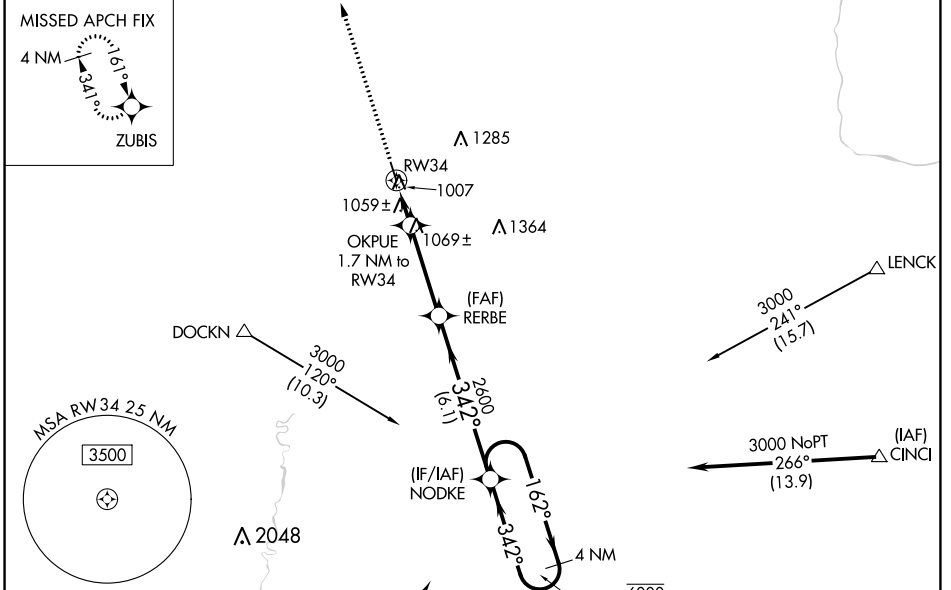 MISSED APCH FIX
4 NM
161°
341°
ZUBIS
1285
RW34
1007
1059±
OKPUE
1.7 NM to
RW34
1069±
1364
(FAF)
RERBE
LENCK
3000
241°
(15.7)
DOCKN
3000
120°
(10.3)
2600
342°
(6.1)
MSA RW34 25 NM
3500
(IF/IAF)
NODKE
3000 NoPT
266°
(13.9)
(IAF)
CINCI
162°
342°
4 NM
2048